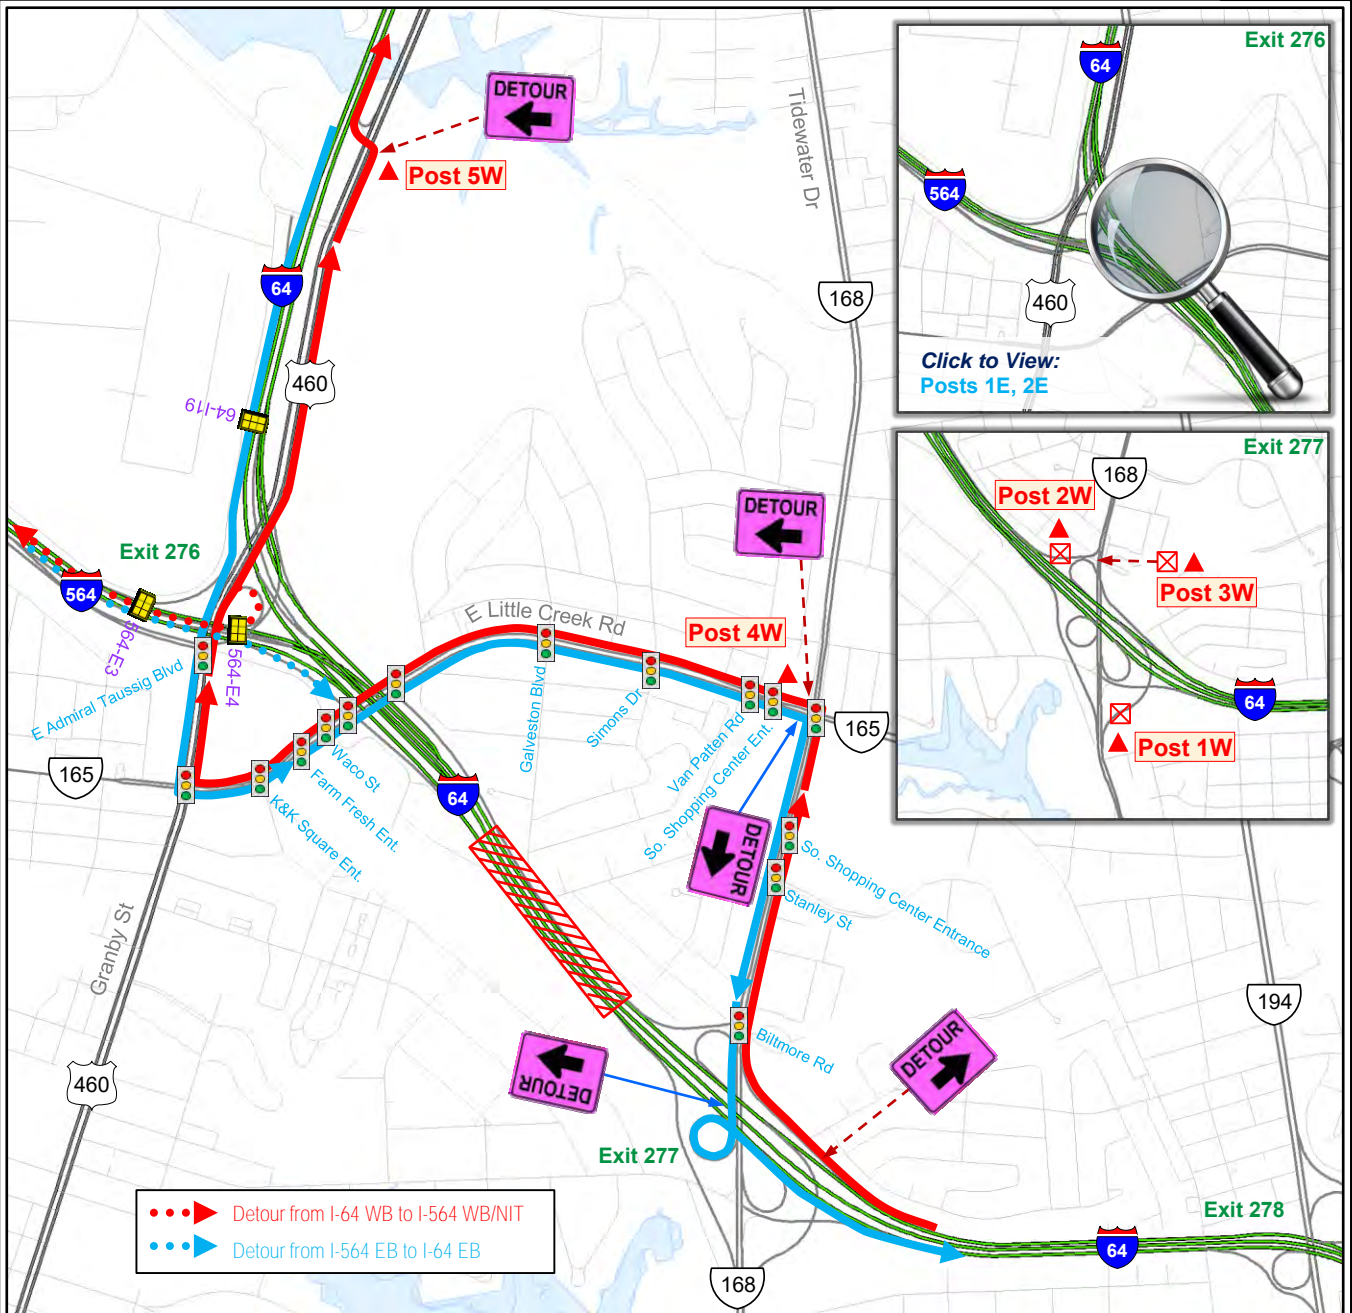 Exit 276
64
564
460
Click to View:
Posts 1E, 2E
DETOUR
Post 5W
Tidewater Dr
168
64
460
64-I19
Exit 277
168
Post 2W
Post 3W
64
Post 1W
DETOUR
Exit 276
564
564-E3
564-E4
E Little Creek Rd
Post 4W
E Admiral Taussig Blvd
Galveston Blvd
Simons Dr
Van Patten Rd
So. Shopping Center Ent.
165
165
Waco St
Farm Fresh Ent.
K&K Square Ent.
64
DETOUR
So. Shopping Center Entrance
Stanley St
Granby St
194
Biltmore Rd
DETOUR
DETOUR
460
Exit 277
Exit 278
Detour from I-64 WB to I-564 WB/NIT
Detour from I-564 EB to I-64 EB
64
168